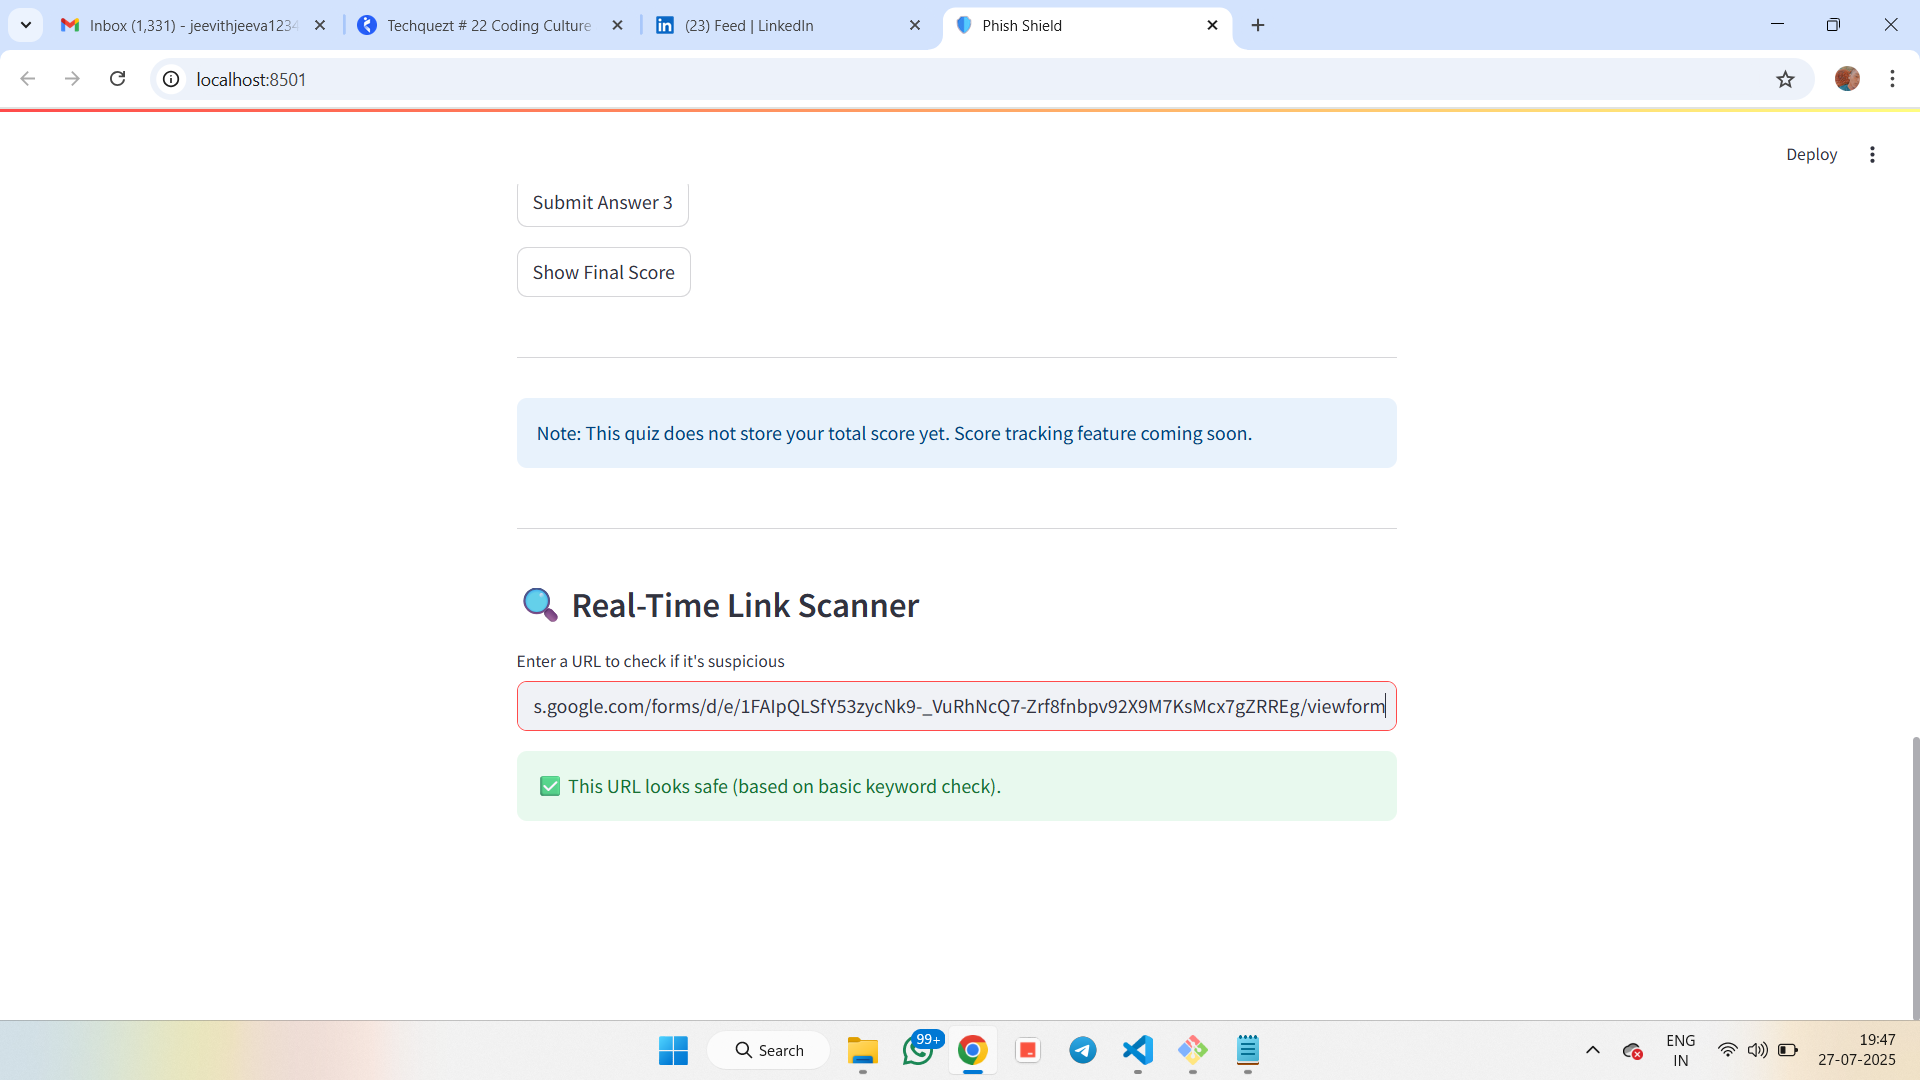 Inbox (1,331) - jeevithjeeva1234
Techquezt # 22 Coding Culture
(23) Feed | LinkedIn
Phish Shield
localhost:8501
Deploy
Submit Answer 3
Show Final Score
Note: This quiz does not store your total score yet. Score tracking feature coming soon.
Real-Time Link Scanner
Enter a URL to check if it's suspicious
s.google.com/forms/d/e/1FAIpQLSfY53zycNk9-_VuRhNcQ7-Zrf8fnbpv92X9M7KsMcx7gZRREg/viewform
This URL looks safe (based on basic keyword check).
Search
99+
ENG
IN
19:47
27-07-2025